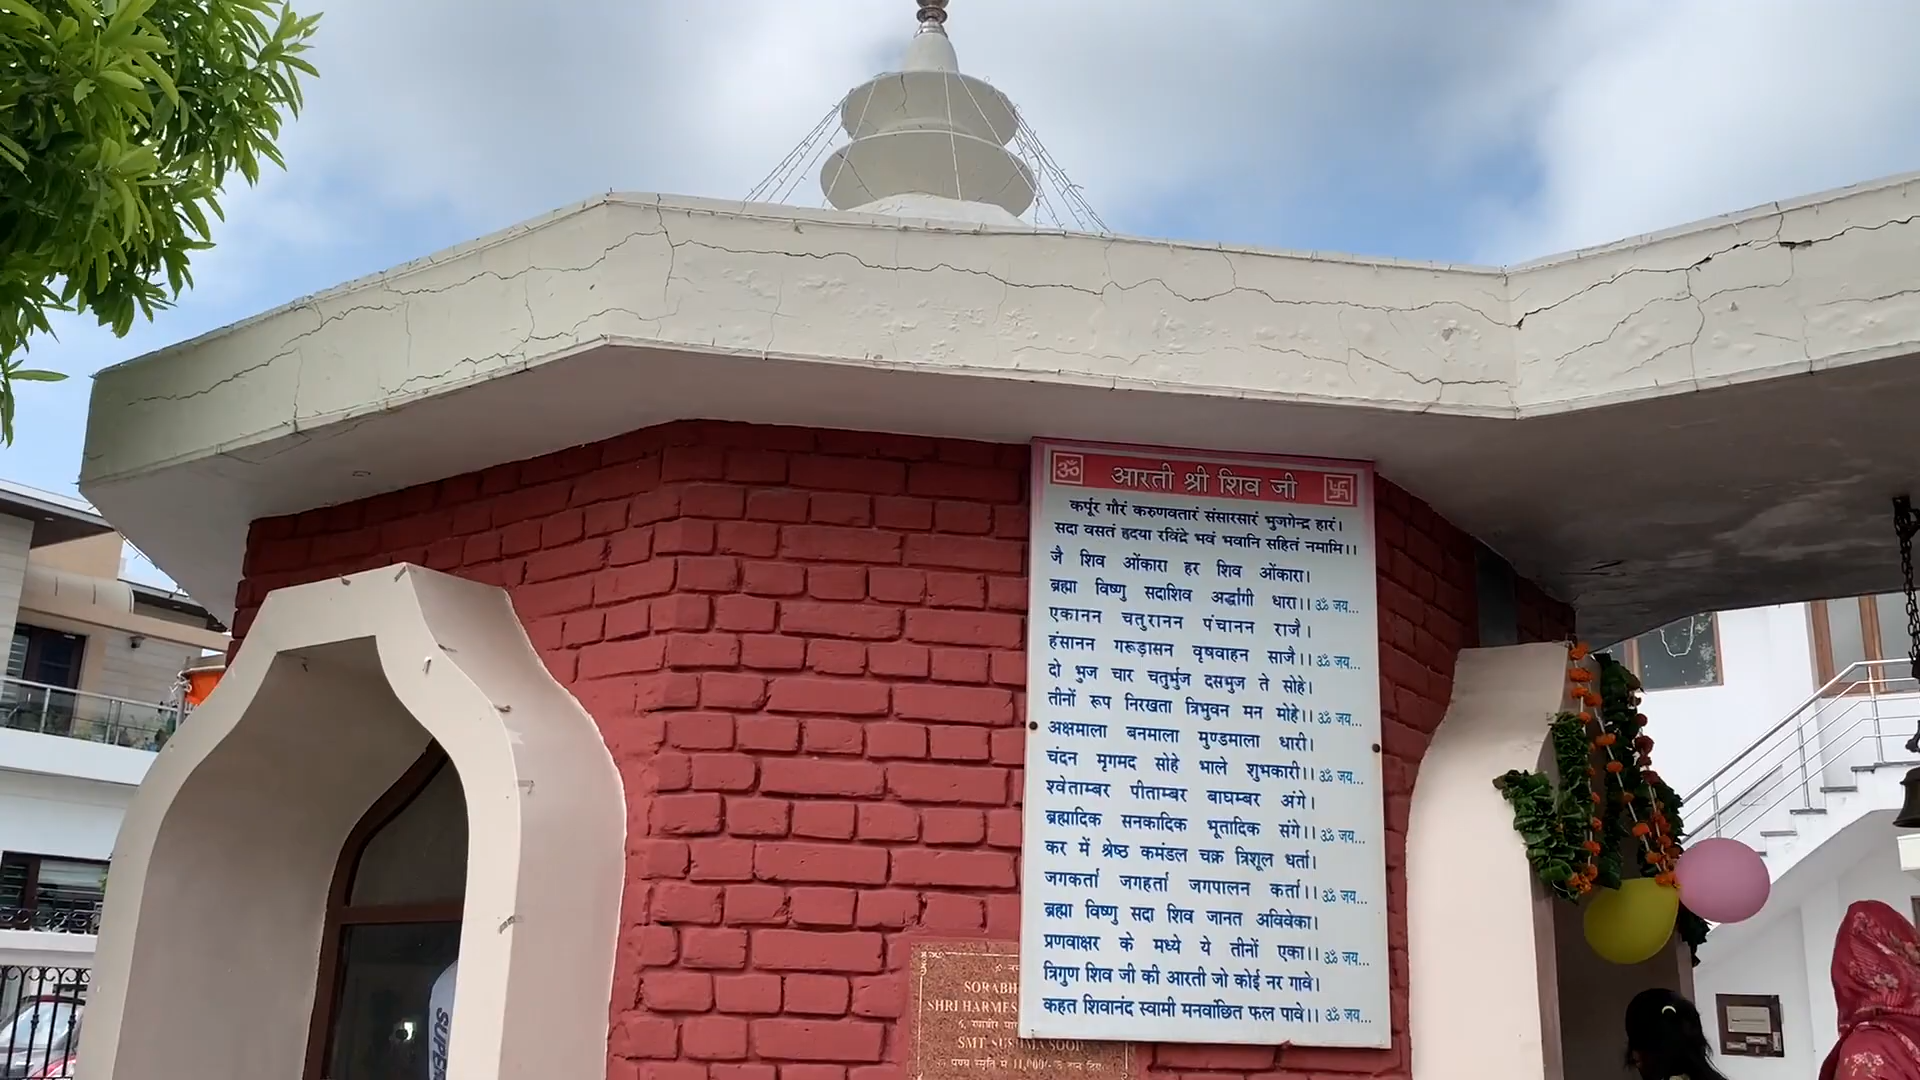 ॐ आरती श्री शिव जी 卐
कर्पूर गौरं करुणवतारं संसारसारं भुजगेन्द्र हारं।
सदा वसतं हृदया रविंद्रे भवं भवानि सहितं नमामि।।
जै शिव ओंकारा हर शिव ओंकारा।
ब्रह्मा विष्णु सदाशिव अर्द्धांगी धारा।। ॐ जय...
एकानन चतुरानन पंचानन राजै।
हंसानन गरूड़ासन वृषवाहन साजै।। ॐ जय...
दो भुज चार चतुर्भुज दसभुज ते सोहे।
तीनों रूप निरखता त्रिभुवन मन मोहे।। ॐ जय...
अक्षमाला बनमाला मुण्डमाला धारी।
चंदन मृगमद सोहे भाले शुभकारी।। ॐ जय...
श्वेताम्बर पीताम्बर बाघम्बर अंगे।
ब्रह्मादिक सनकादिक भूतादिक संगे।। ॐ जय...
कर में श्रेष्ठ कमंडल चक्र त्रिशूल धर्ता।
जगकर्ता जगहर्ता जगपालन कर्ता।। ॐ जय...
ब्रह्मा विष्णु सदा शिव जानत अविवेका।
प्रणवाक्षर के मध्ये ये तीनों एका।। ॐ जय...
त्रिगुण शिव जी की आरती जो कोई नर गावे।
कहत शिवानंद स्वामी मनवांछित फल पावे।। ॐ जय...
SHRI
SMT SUSHMA SOOD
SUPER